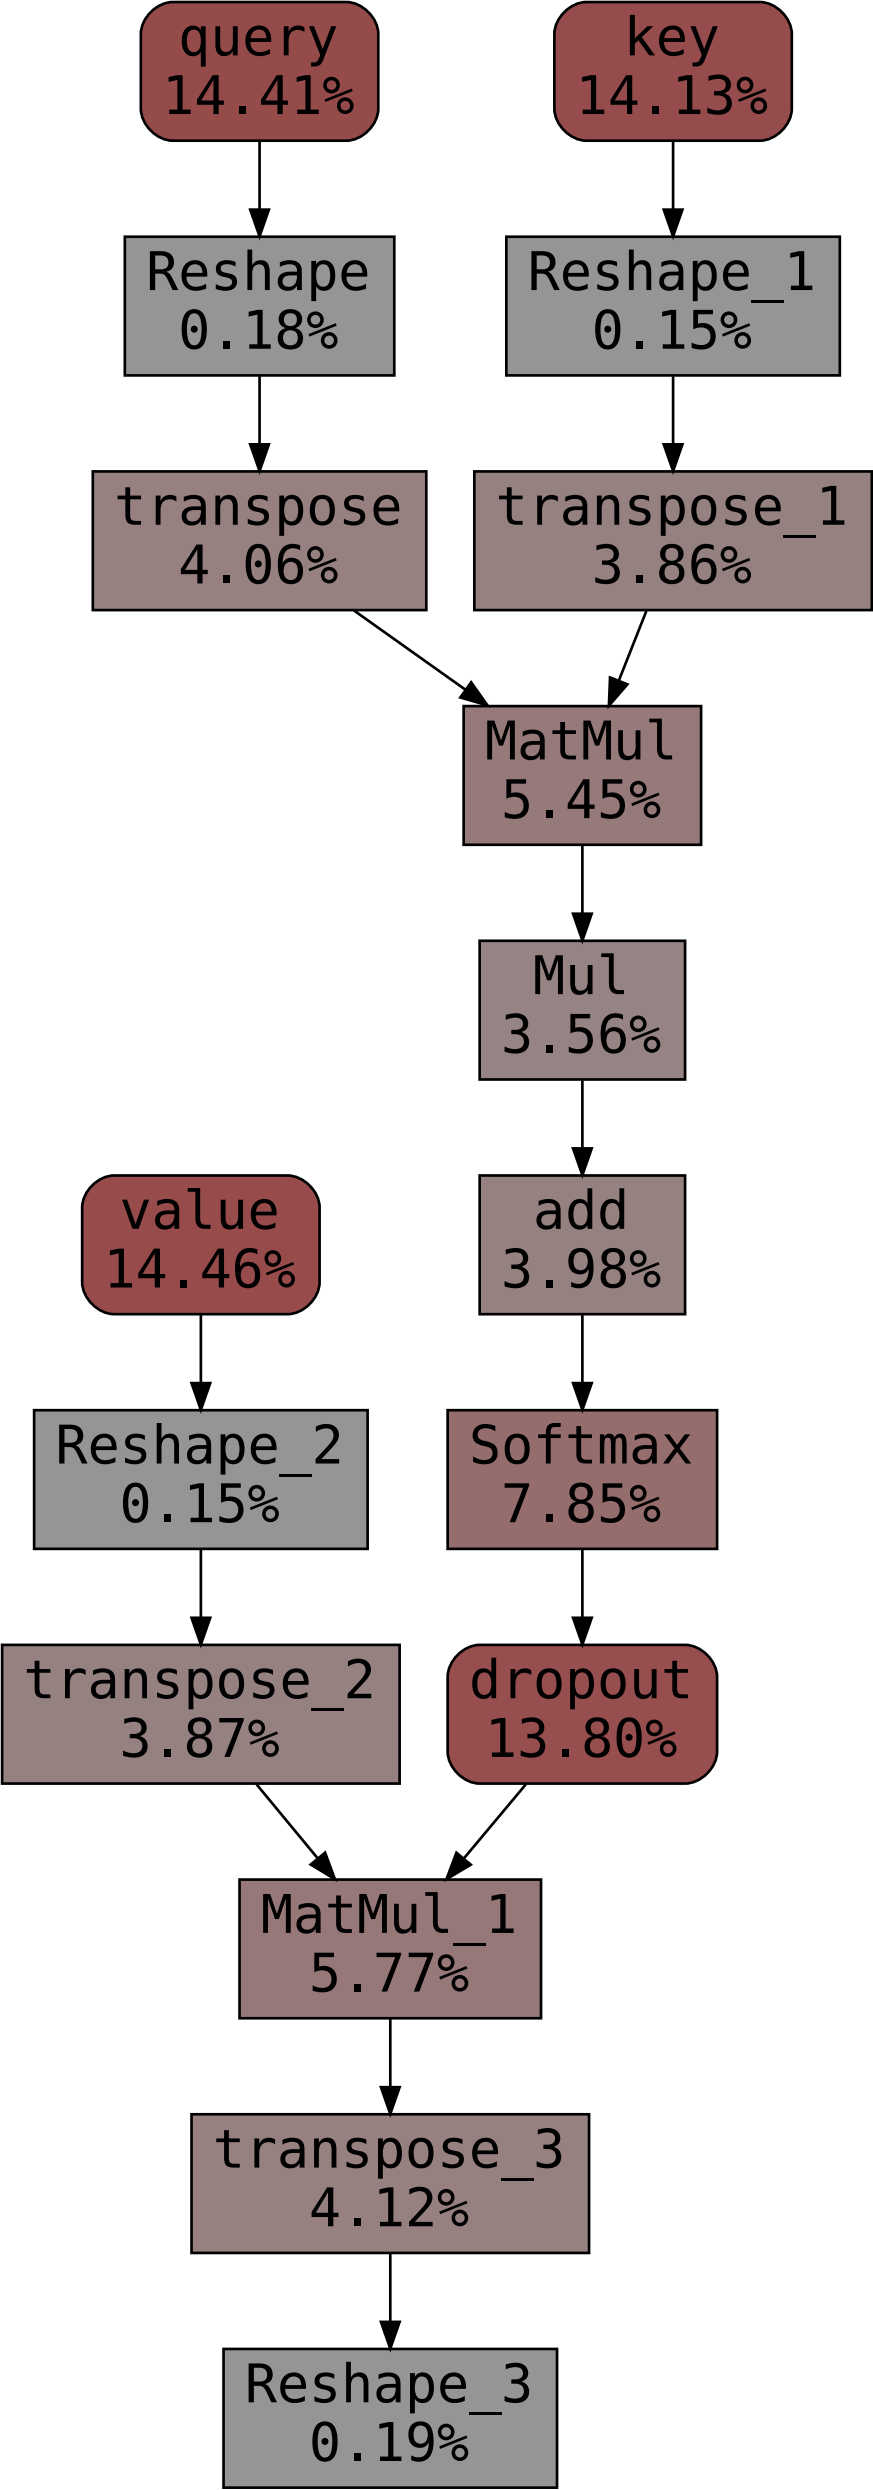 query
14.41%
key
14.13%
Reshape
0.18%
Reshape_1
0.15%
transpose
4.06%
transpose_1
3.86%
MatMul
5.45%
Mul
3.56%
add
3.98%
value
14.46%
Softmax
7.85%
Reshape_2
0.15%
transpose_2
3.87%
dropout
13.80%
MatMul_1
5.77%
transpose_3
4.12%
Reshape_3
0.19%